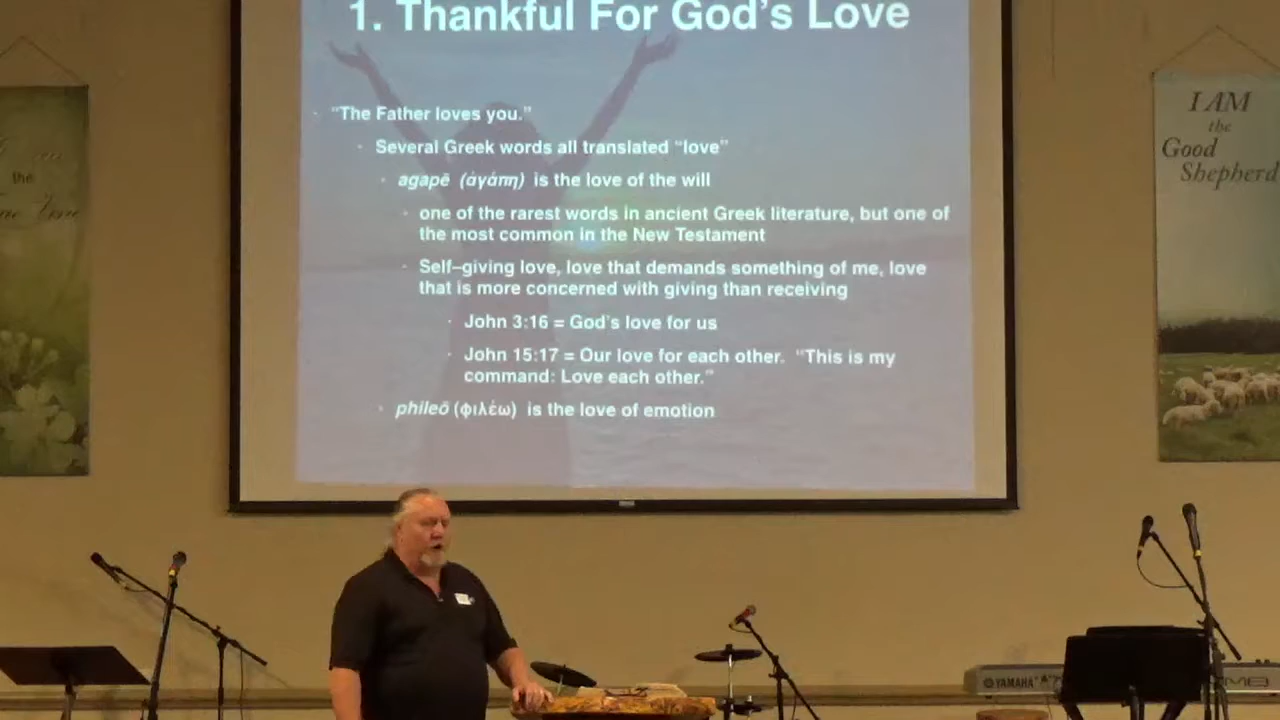 1. Thankful For God's Love
"The Father loves you."
Several Greek words all translated "love"
agapē (ἀγάπη) is the love of the will
one of the rarest words in ancient Greek literature, but one of
the most common in the New Testament
Self–giving love, love that demands something of me, love
that is more concerned with giving than receiving
John 3:16 = God's love for us
John 15:17 = Our love for each other. "This is my
command: Love each other."
phileō (φιλέω) is the love of emotion
I AM
the
Good
Shepherd
the
YAMAHA